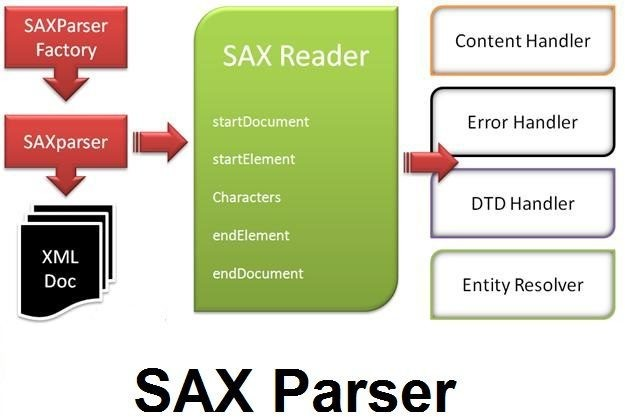 SAXParser
Factory
SAXparser
XML
Doc
SAX Reader
startDocument
startElement
Characters
endElement
endDocument
Content Handler
Error Handler
DTD Handler
Entity Resolver
SAX Parser